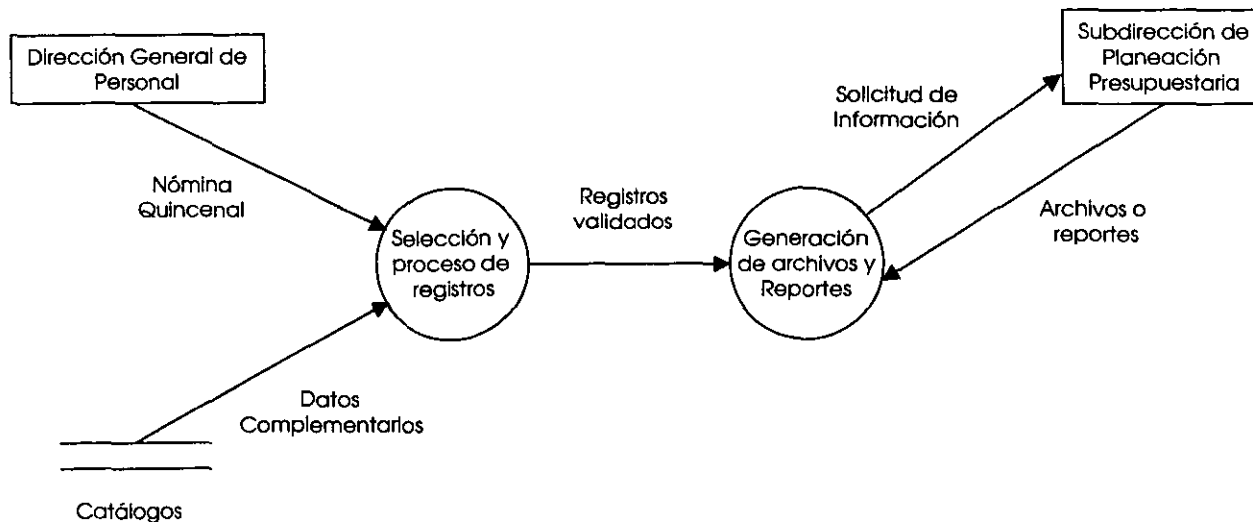 Dirección General de
Personal
Subdirección de
Planeación
Presupuestaria
Solicitud de
Información
Nómina
Quincenal
Registros
validados
Archivos o
reportes
Selección y
proceso de
registros
Generación
de archivos y
Reportes
Datos
Complementarios
Catálogos